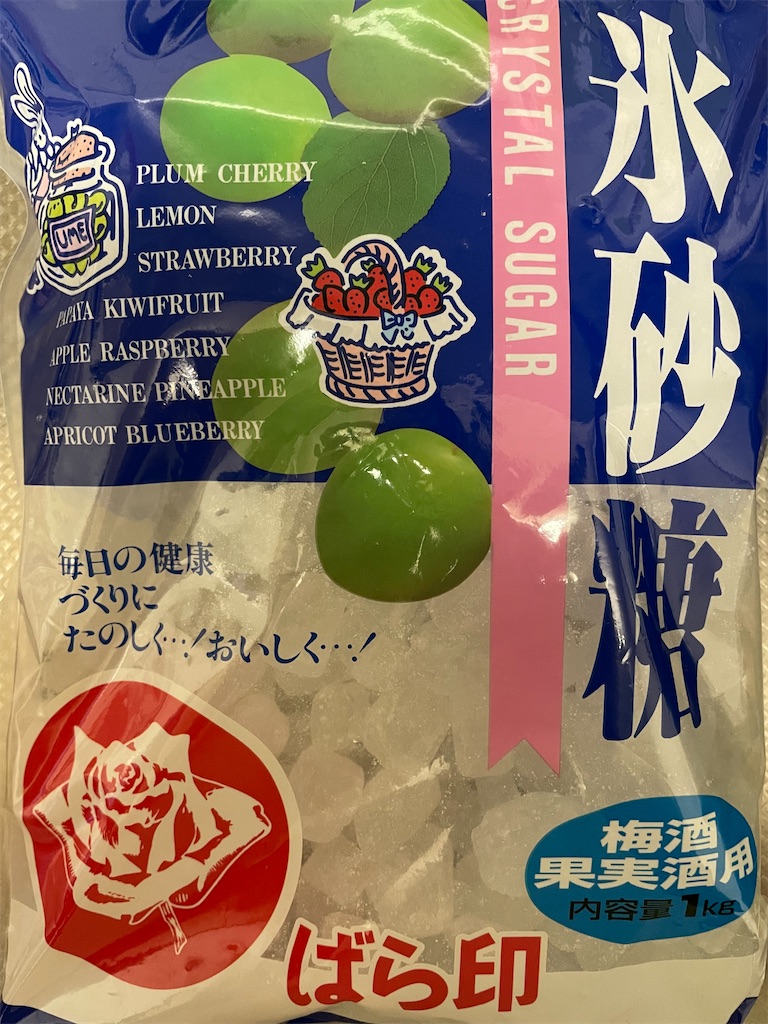 氷砂糖
CRYSTAL SUGAR
UME
PLUM CHERRY
LEMON
STRAWBERRY
PAPAYA KIWIFRUIT
APPLE RASPBERRY
NECTARINE PINEAPPLE
APRICOT BLUEBERRY
毎日の健康
づくりに
たのしく…!おいしく…!
梅酒
果実酒用
内容量1kg
ばら印